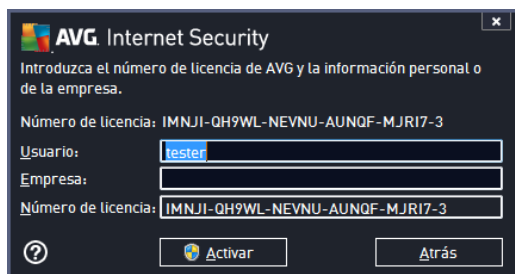 AVG. Internet Security
x
Introduzca el número de licencia de AVG y la información personal o
de la empresa.
Número de licencia: IMNJI-QH9WL-NEVNU-AUNQF-MJRI7-3
Usuario: tester
Empresa:
Número de licencia: IMNJI-QH9WL-NEVNU-AUNQF-MJRI7-3
? Activar Atrás